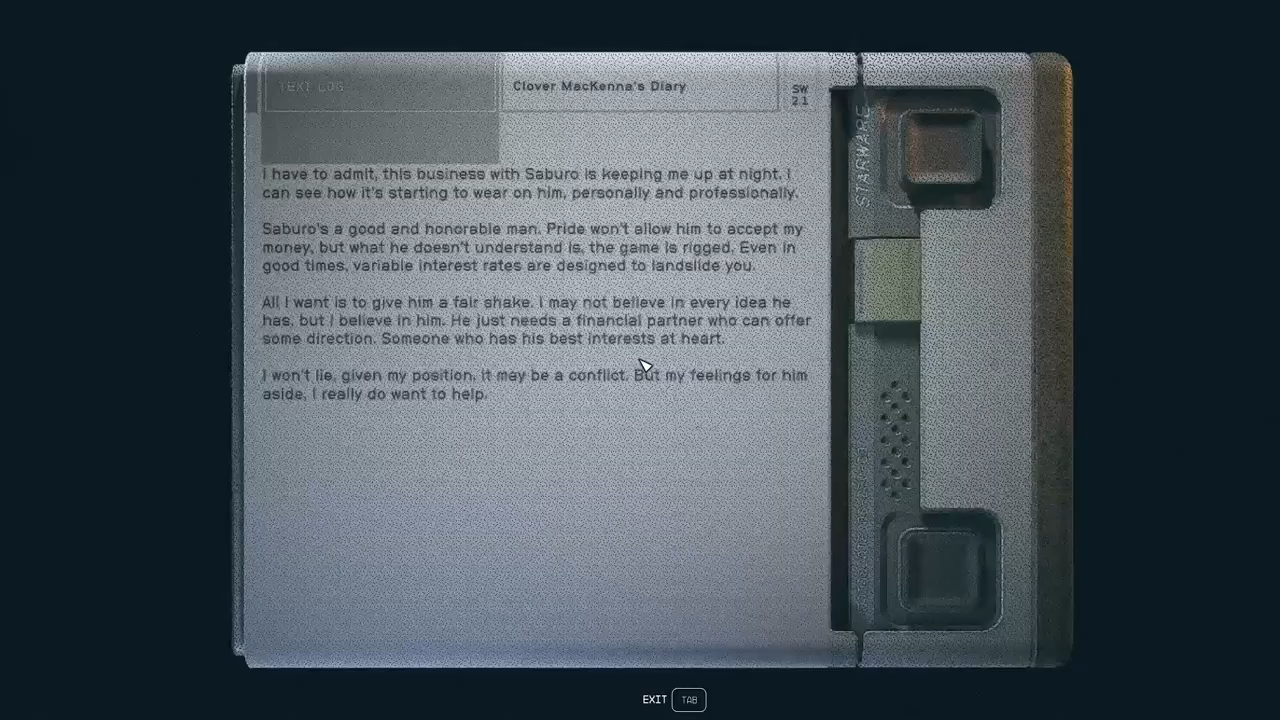 TEXT LOG
Clover MacKenna's Diary
SW
2.1
I have to admit, this business with Saburo is keeping me up at night. I
can see how it's starting to wear on him, personally and professionally.
Saburo's a good and honorable man. Pride won't allow him to accept my
money, but what he doesn't understand is, the game is rigged. Even in
good times, variable interest rates are designed to landslide you.
All I want is to give him a fair shake. I may not believe in every idea he
has, but I believe in him. He just needs a financial partner who can offer
some direction. Someone who has his best interests at heart.
I won't lie, given my position, it may be a conflict. But my feelings for him
aside, I really do want to help.
STARWARE
EXIT TAB